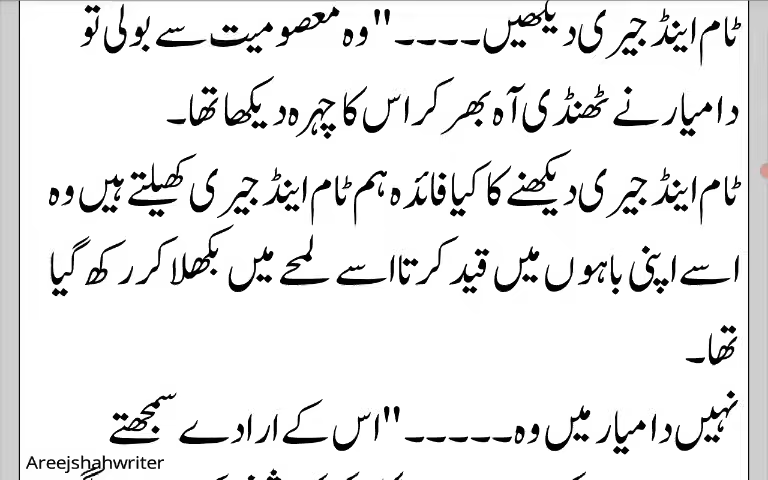 ٹام اینڈ جیری دیکھیں۔۔۔۔"وہ معصومیت سے بولی تو
دامیار نے ٹھنڈی آہ بھر کر اس کا چہرہ دیکھا تھا۔
ٹام اینڈ جیری دیکھنے کا کیا فائدہ ہم ٹام اینڈ جیری کھیلتے ہیں وہ
اسے اپنی باہوں میں قید کرتا اسے لمحے میں بکھلا کر رکھ گیا
تھا۔
نہیں دامیار میں وہ۔۔۔۔۔"اس کے ارادے سمجھتے
Areejshahwriter